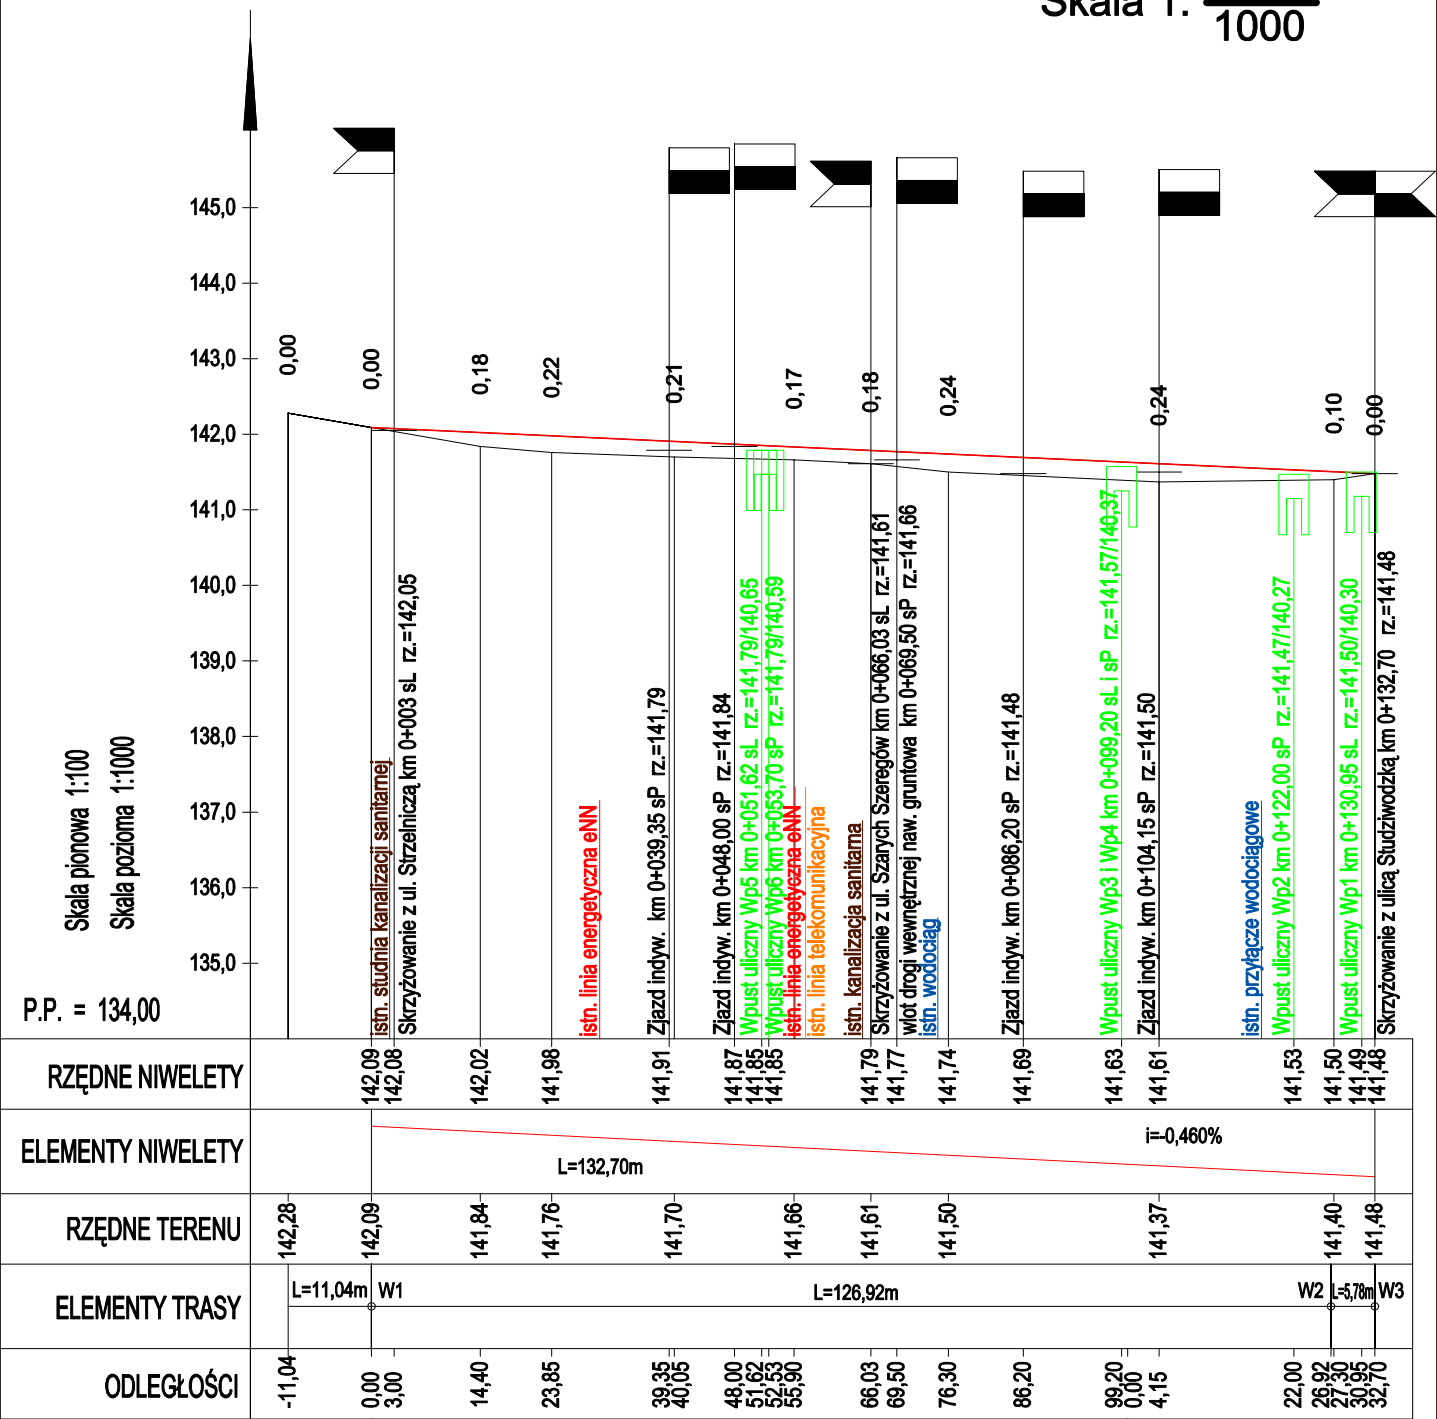 Skala 1:
1000
145,0
144,0
143,0
142,0
141,0
140,0
139,0
138,0
137,0
136,0
135,0
Skala pionowa 1:100
Skala pozioma 1:1000
P.P. = 134,00
0,00
0,00
0,18
0,22
0,21
0,17
0,18
0,24
0,24
0,10
0,00
istn. studnia kanalizacji sanitarnej
Skrzyżowanie z ul. Strzelniczą km 0+003 sL rz.=142,05
istn. linia energetyczna eNN
Zjazd indyw. km 0+039,35 sP rz.=141,79
Zjazd indyw. km 0+048,00 sP rz.=141,84
Wpust uliczny Wp5 km 0+051,62 sL rz.=141,79/140,65
Wpust uliczny Wp6 km 0+053,70 sP rz.=141,79/140,59
istn. linia energetyczna eNN
istn. linia telekomunikacyjna
istn. kanalizacja sanitarna
Skrzyżowanie z ul. Szarych Szeregów km 0+066,03 sL rz.=141,61
wlot drogi wewnętrznej naw. gruntowa km 0+069,50 sP rz.=141,66
istn. wodociąg
Zjazd indyw. km 0+086,20 sP rz.=141,48
Wpust uliczny Wp3 i Wp4 km 0+099,20 sL i sP rz.=141,57/140,37
Zjazd indyw. km 0+104,15 sP rz.=141,50
istn. przyłącze wodociągowe
Wpust uliczny Wp2 km 0+122,00 sP rz.=141,47/140,27
Wpust uliczny Wp1 km 0+130,95 sL rz.=141,50/140,30
Skrzyżowanie z ulicą Studziwodzką km 0+132,70 rz.=141,48
RZĘDNE NIWELETY
142,09
142,08
142,02
141,98
141,91
141,87
141,85
141,85
141,79
141,77
141,74
141,69
141,63
141,61
141,53
141,50
141,49
141,48
ELEMENTY NIWELETY
L=132,70m
i=-0,460%
RZĘDNE TERENU
142,28
142,09
141,84
141,76
141,70
141,66
141,61
141,50
141,37
141,40
141,48
ELEMENTY TRASY
L=11,04m
W1
L=126,92m
W2
L=5,78m
W3
ODLEGŁOŚCI
-11,04
0,00
3,00
14,40
23,85
39,35
40,05
48,00
51,62
52,53
55,90
66,03
69,50
76,30
86,20
99,20
0,00
4,15
22,00
26,92
27,30
30,95
32,70